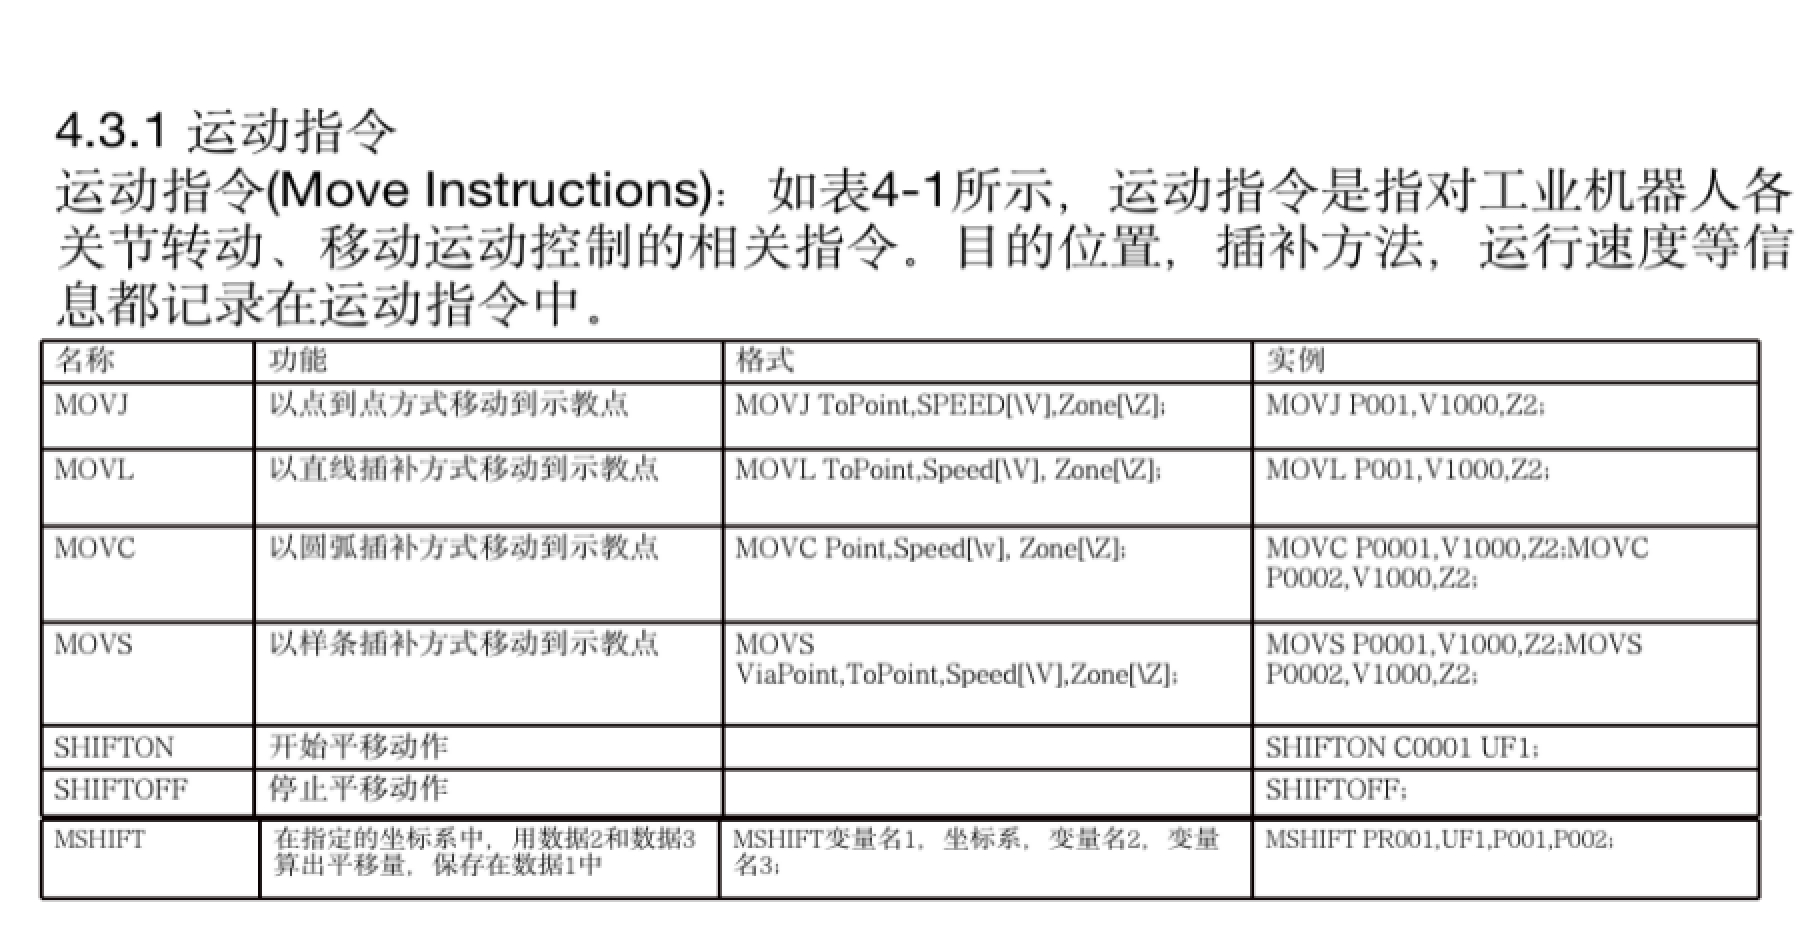 4.3.1 运动指令
运动指令(Move Instructions)：如表4-1所示，运动指令是指对工业机器人各
关节转动、移动运动控制的相关指令。目的位置，插补方法，运行速度等信
息都记录在运动指令中。
名称 功能 格式 实例
MOVJ 以点到点方式移动到示教点 MOVJ ToPoint,SPEED[\V],Zone[\Z]; MOVJ P001,V1000,Z2;
MOVL 以直线插补方式移动到示教点 MOVL ToPoint,Speed[\V], Zone[\Z]; MOVL P001,V1000,Z2;
MOVC 以圆弧插补方式移动到示教点 MOVC Point,Speed[\v], Zone[\Z]; MOVC P0001,V1000,Z2;MOVC
P0002,V1000,Z2;
MOVS 以样条插补方式移动到示教点 MOVS MOVS P0001,V1000,Z2;MOVS
ViaPoint,ToPoint,Speed[\V],Zone[\Z]; P0002,V1000,Z2;
SHIFTON 开始平移动作 SHIFTON C0001 UF1;
SHIFTOFF 停止平移动作 SHIFTOFF;
MSHIFT 在指定的坐标系中，用数据2和数据3 MSHIFT变量名1，坐标系，变量名2，变量 MSHIFT PR001,UF1,P001,P002;
算出平移量，保存在数据1中 名3;